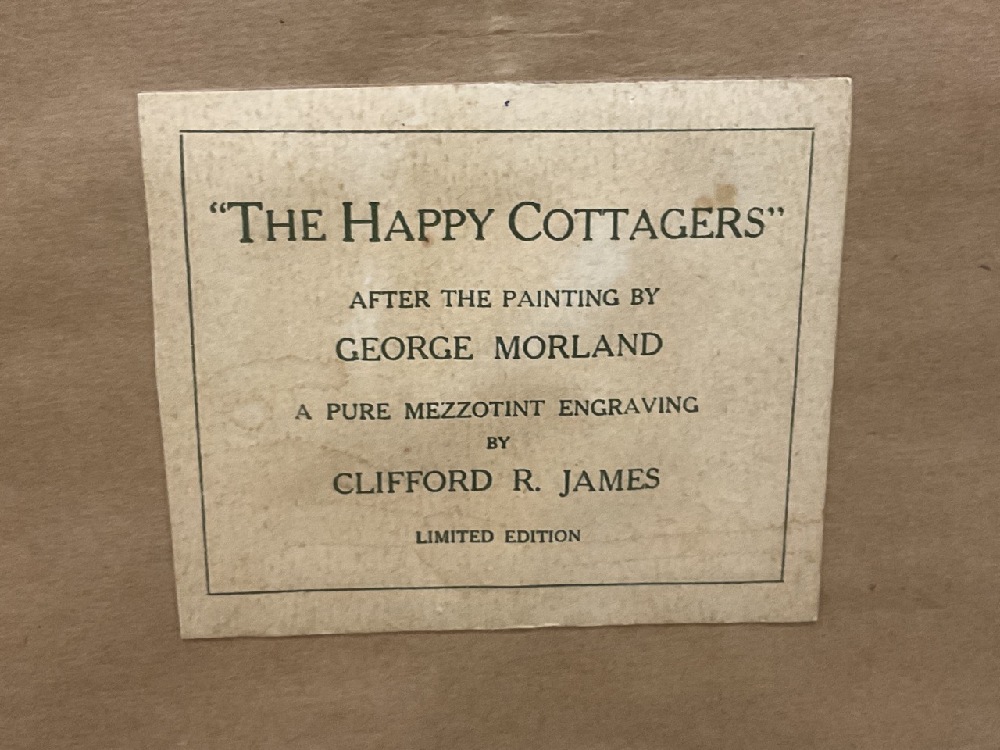 “THE HAPPY COTTAGERS”
AFTER THE PAINTING BY
GEORGE MORLAND
A PURE MEZZOTINT ENGRAVING
BY
CLIFFORD R. JAMES
LIMITED EDITION